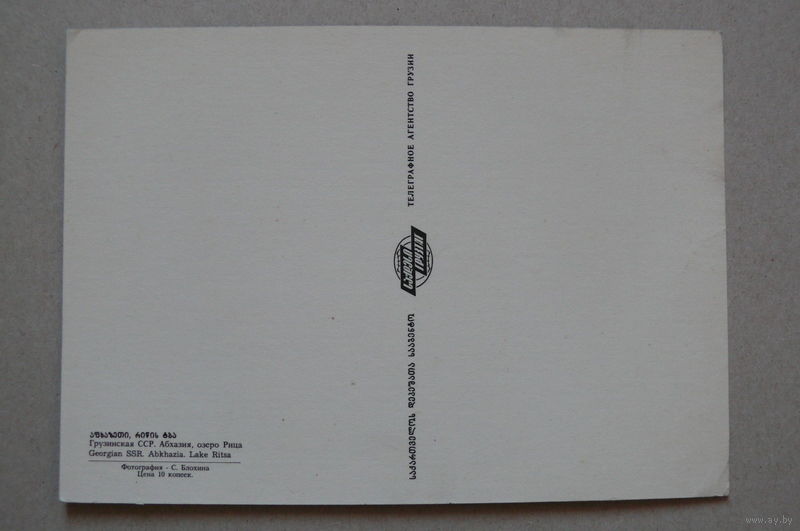 აფხაზეთი, რიწის ტბა
Грузинская ССР. Абхазия, озеро Рица
Georgian SSR. Abkhazia. Lake Ritsa
Фотография - С. Блохина
Цена 10 копеек.
საქართველოს დეპეშათა სააგენტო
ТЕЛЕГРАФНОЕ АГЕНТСТВО ГРУЗИИ
www.ay.by